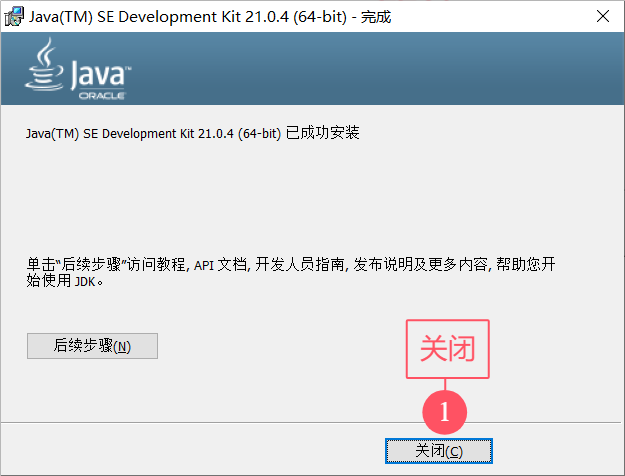 Java(TM) SE Development Kit 21.0.4 (64-bit) - 完成
Java™
ORACLE
Java(TM) SE Development Kit 21.0.4 (64-bit) 已成功安装
单击“后续步骤”访问教程, API 文档, 开发人员指南, 发布说明及更多内容, 帮助您开
始使用 JDK。
后续步骤(N)
关闭
1
关闭(C)